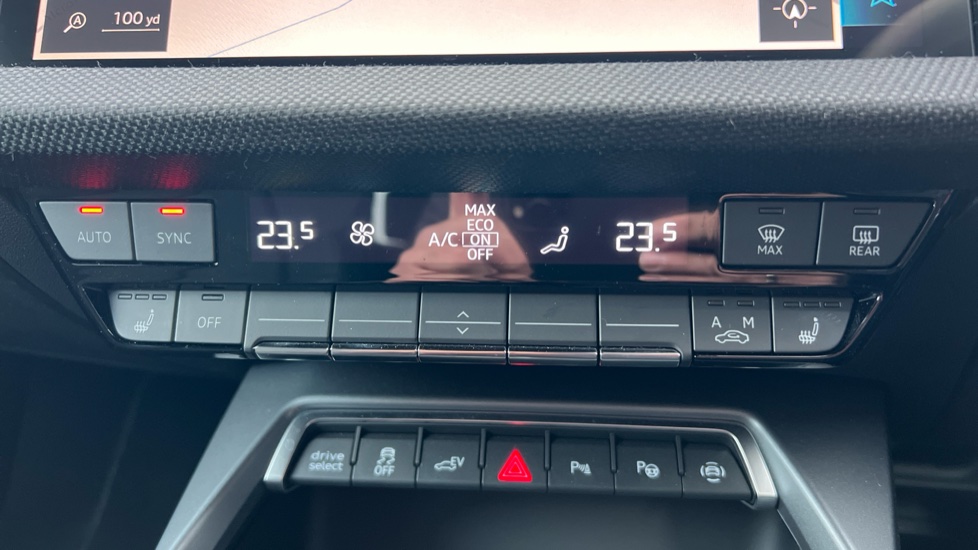 A 100 yd
AUTO SYNC 23.5 A/C MAX ECO ON OFF 23.5 MAX REAR
OFF A M
drive select OFF EV P P